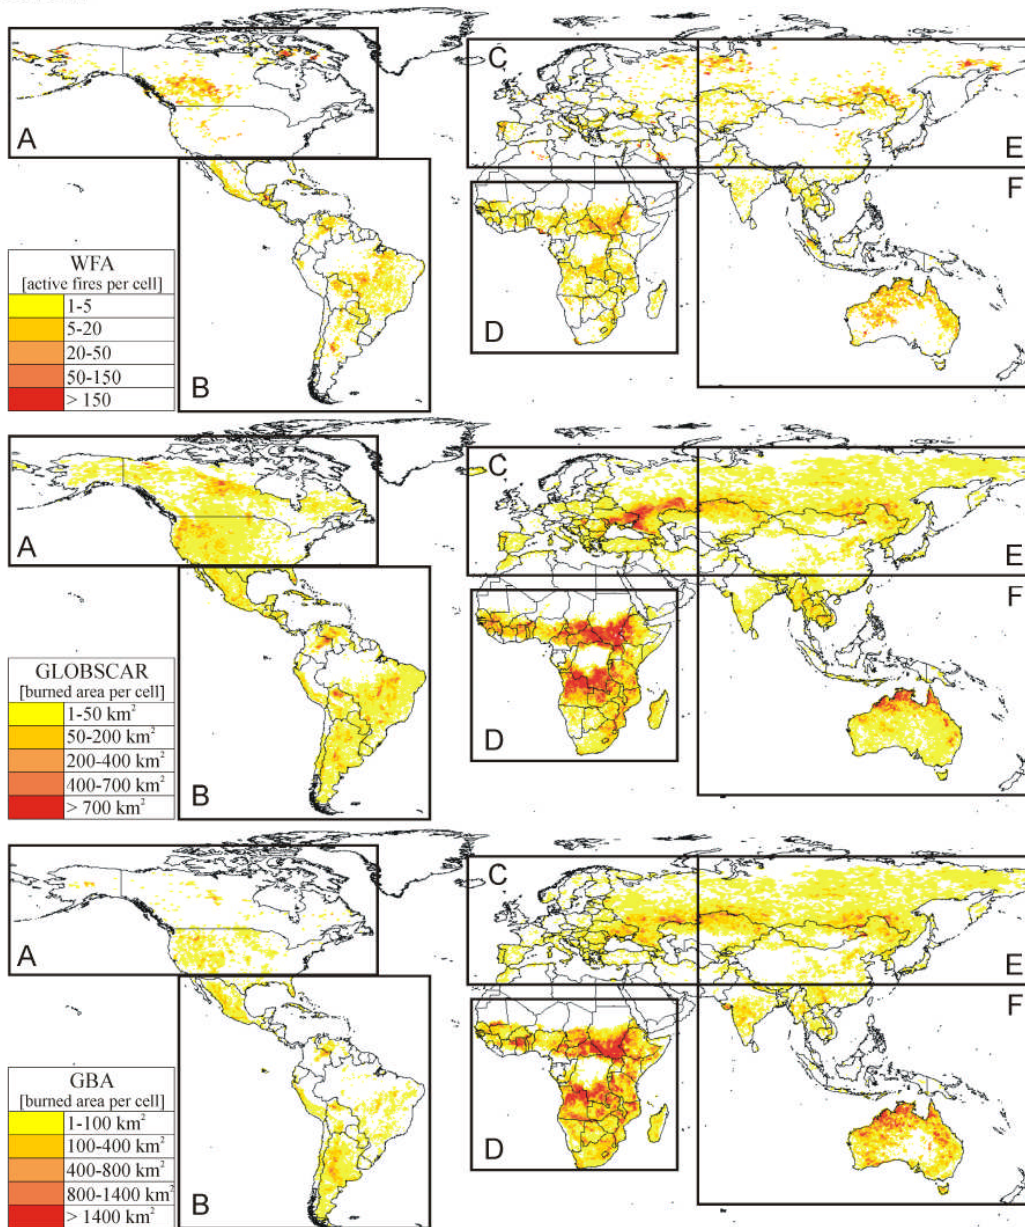 C
A
E
F
WFA
[active fires per cell]
1-5
5-20
20-50
50-150
> 150
D
B
C
A
E
F
GLOBSCAR
[burned area per cell]
1-50 km²
50-200 km²
200-400 km²
400-700 km²
> 700 km²
D
B
C
A
E
F
GBA
[burned area per cell]
1-100 km²
100-400 km²
400-800 km²
800-1400 km²
> 1400 km²
D
B